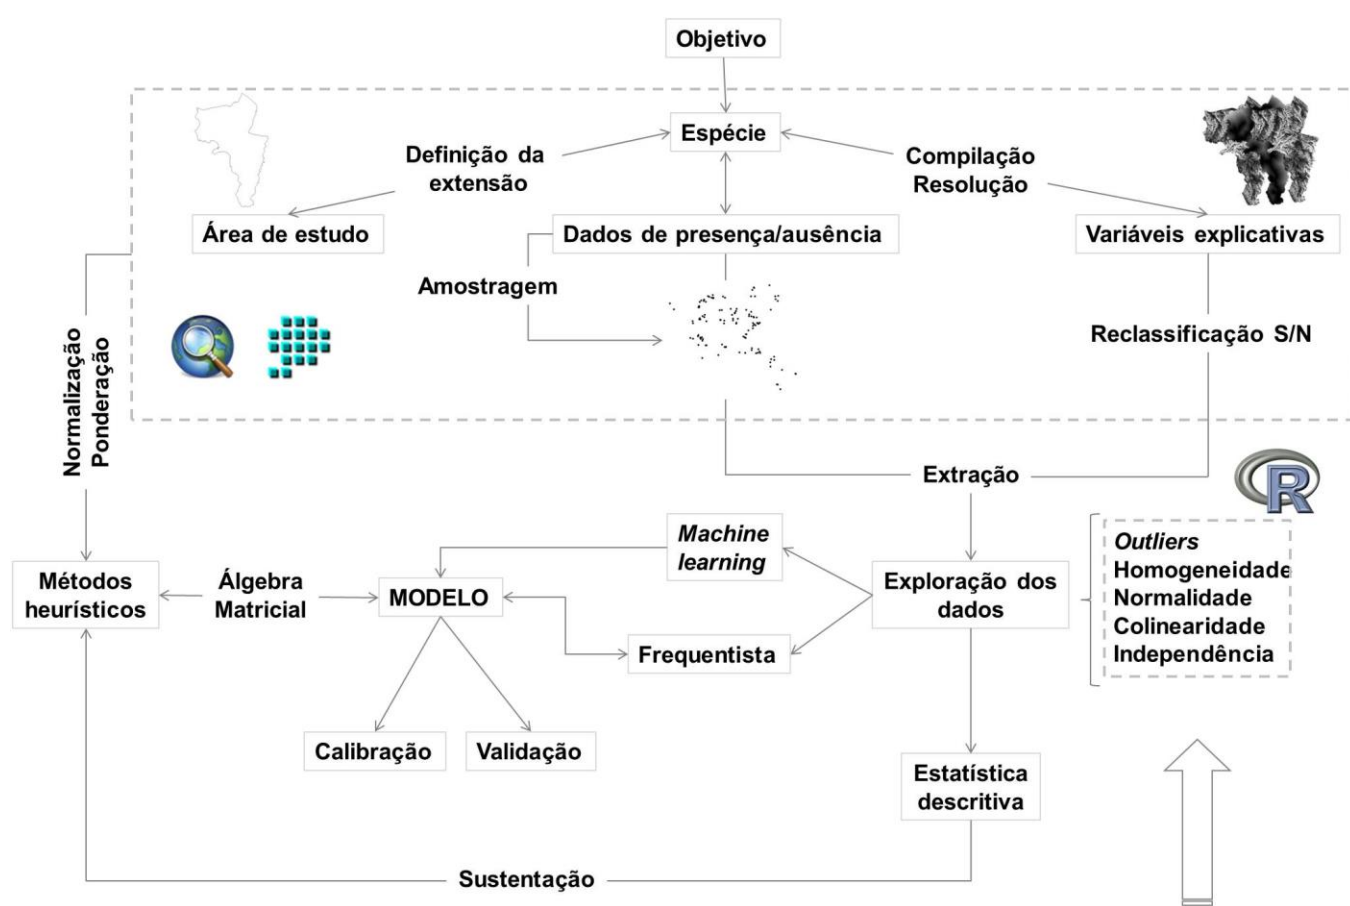 Objetivo
Espécie
Definição da
extensão
Compilação
Resolução
Área de estudo
Dados de presença/ausência
Variáveis explicativas
Amostragem
Reclassificação S/N
Normalização
Ponderação
Extração
R
Machine
learning
Outliers
Homogeneidade
Normalidade
Colinearidade
Independência
Métodos
heurísticos
Álgebra
Matricial
MODELO
Exploração dos
dados
Frequentista
Calibração
Validação
Estatística
descritiva
Sustentação